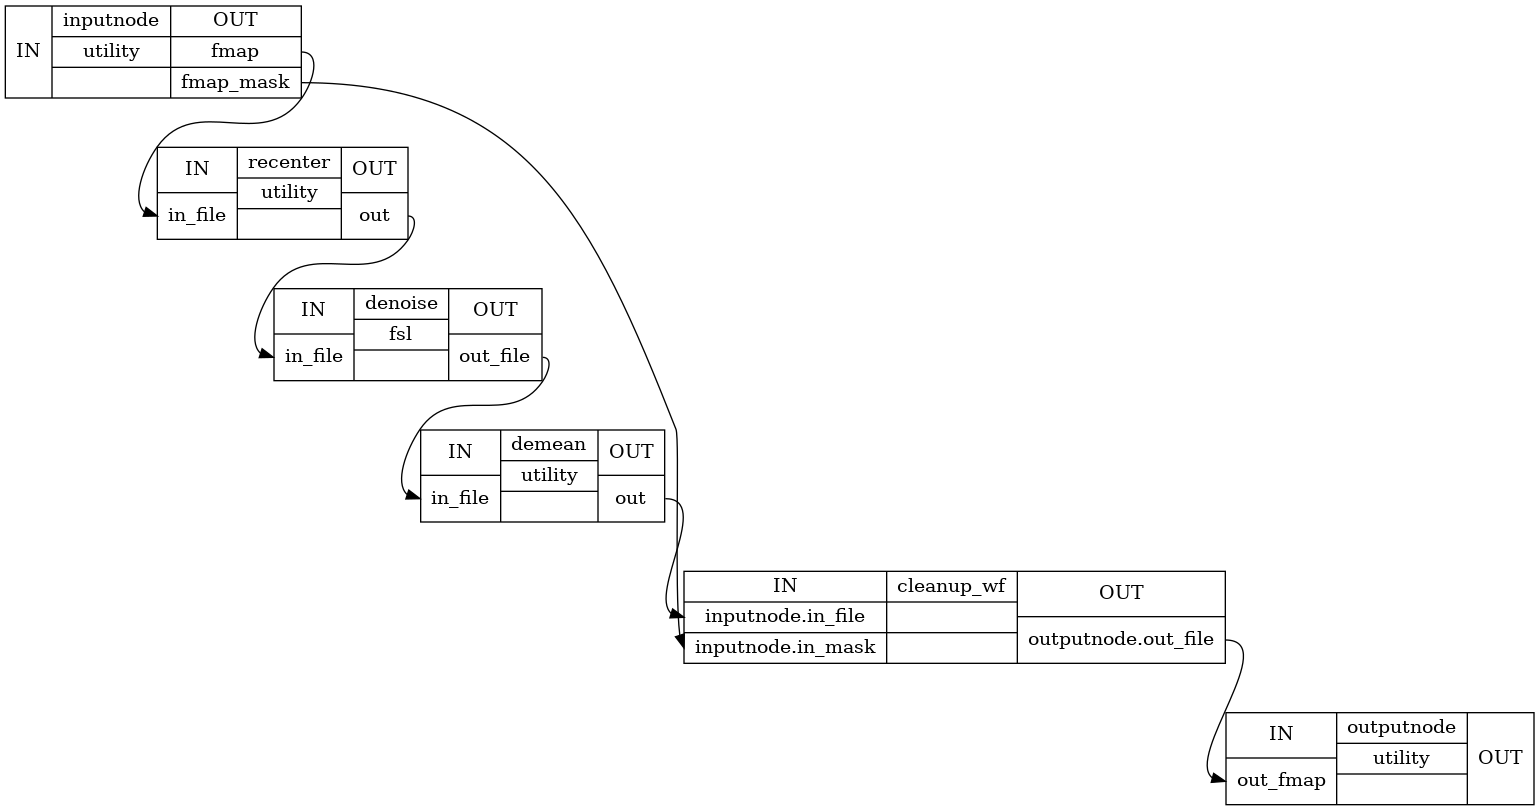 IN inputnode OUT
utility fmap
fmap_mask
IN recenter OUT
utility
in_file out
IN denoise OUT
fsl
in_file out_file
IN demean OUT
utility
in_file out
IN cleanup_wf OUT
inputnode.in_file
inputnode.in_mask outputnode.out_file
IN outputnode OUT
utility
out_fmap